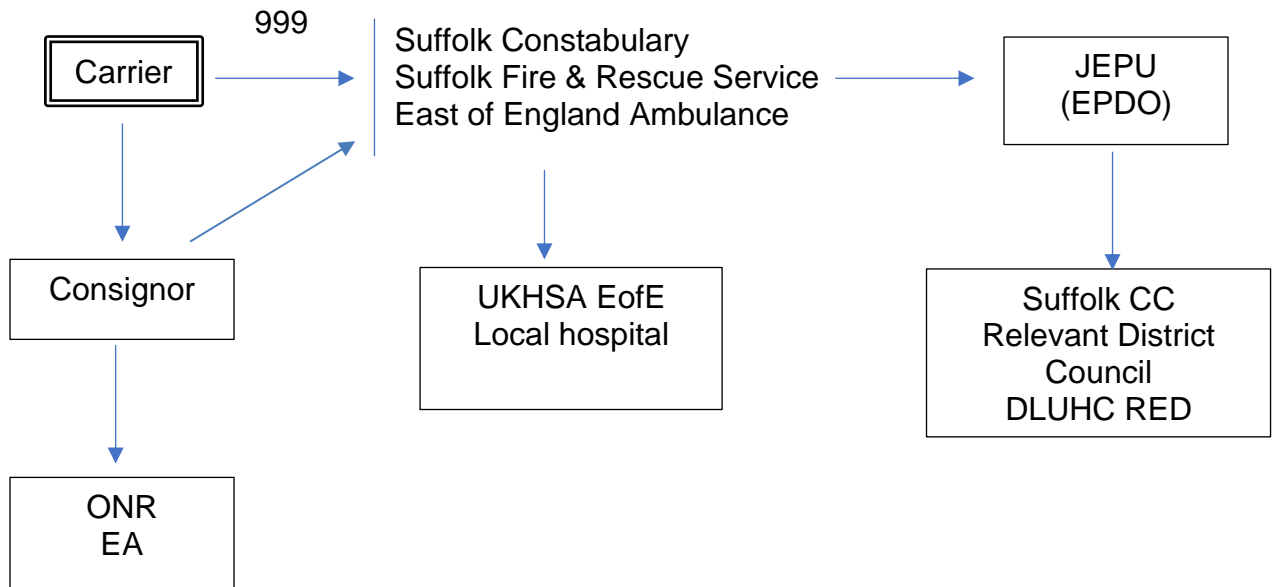 999
Carrier
Suffolk Constabulary
Suffolk Fire & Rescue Service
East of England Ambulance
JEPU
(EPDO)
Consignor
UKHSA EofE
Local hospital
Suffolk CC
Relevant District
Council
DLUHC RED
ONR
EA